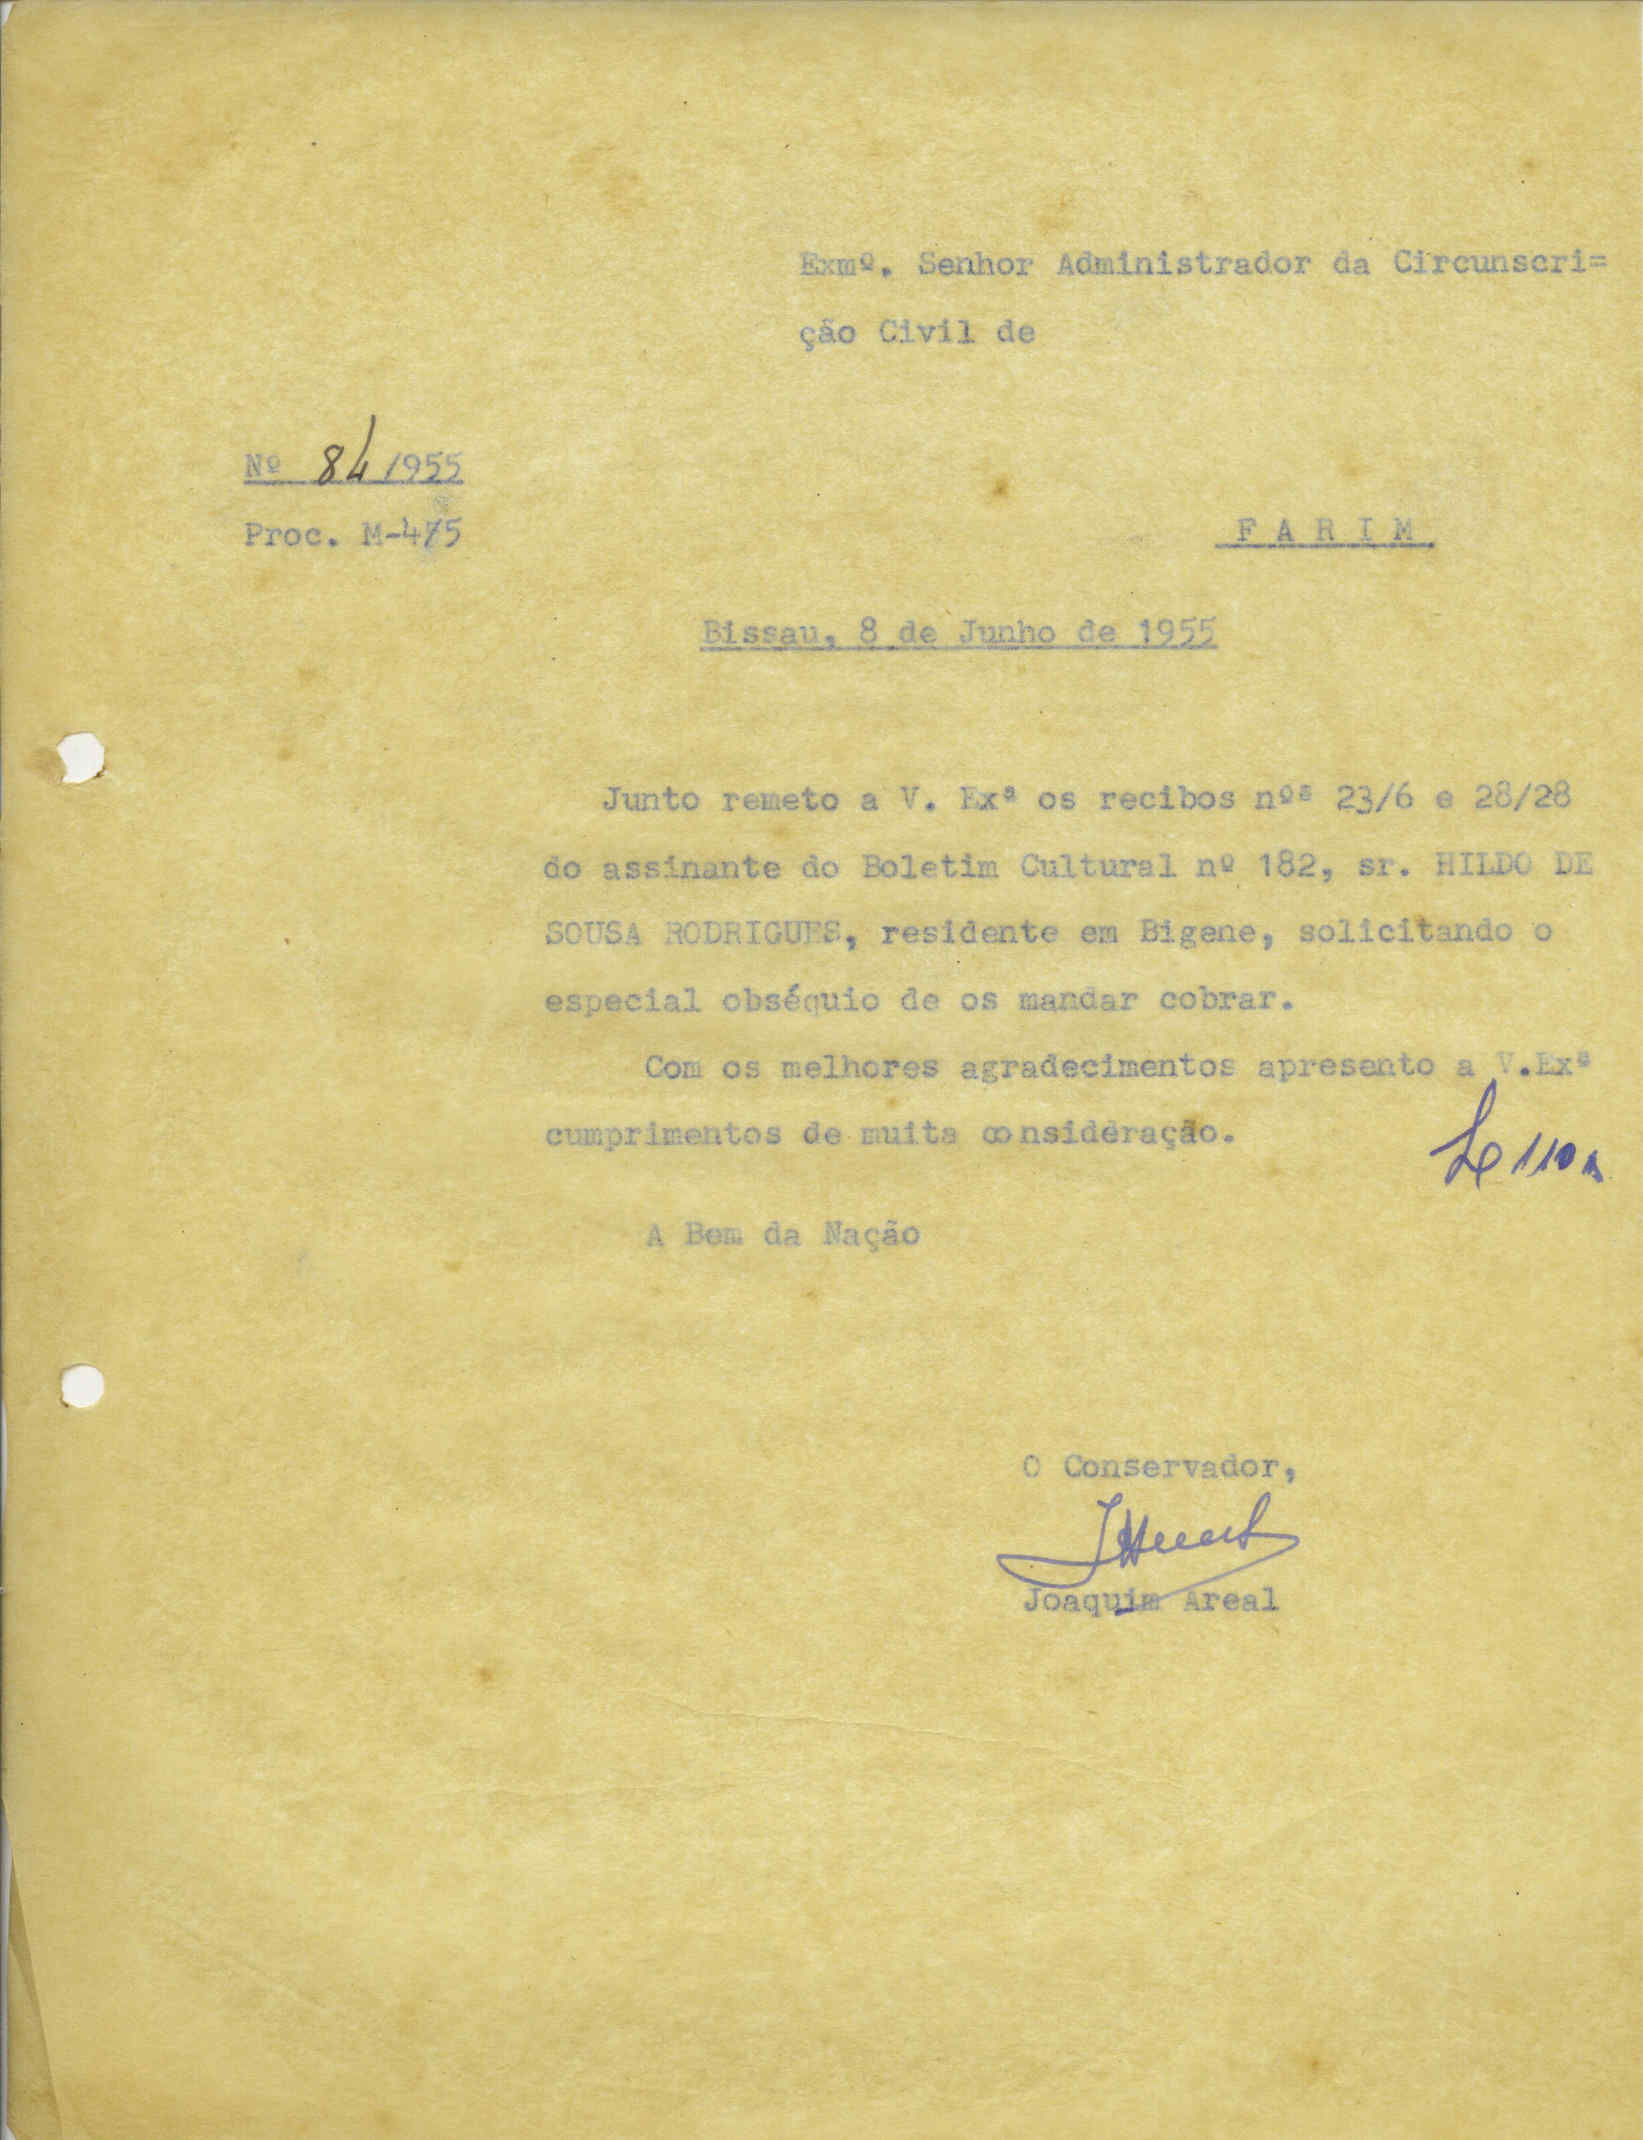 Exmº. Senhor Administrador da Circunscri=
ção Civil de
Nº 84/1955
Proc. M-475
F A R I M
Bissau, 8 de Junho de 1955
Junto remeto a V. Exª os recibos nºs 23/6 e 28/28
do assinante do Boletim Cultural nº 182, sr. HILDO DE
SOUSA RODRIGUES, residente em Bigene, solicitando o
especial obséquio de os mandar cobrar.
Com os melhores agradecimentos apresento a V.Exª
cumprimentos de muita consideração.
A Bem da Nação
O Conservador,
Joaquim Areal